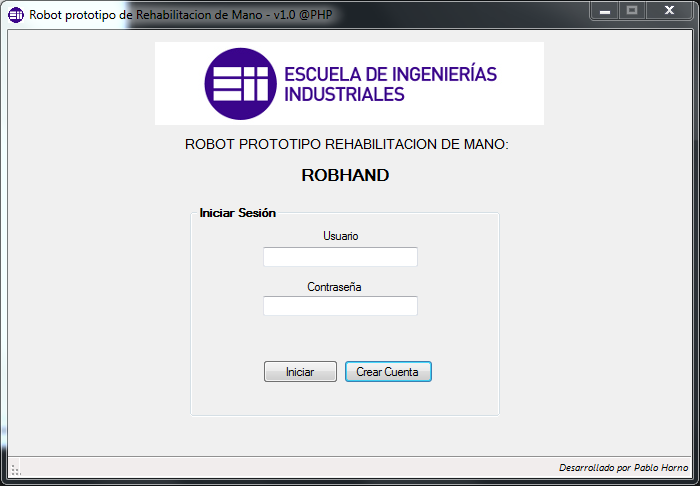 Robot prototipo de Rehabilitacion de Mano - v1.0 @PHP
ESCUELA DE INGENIERÍAS
INDUSTRIALES
ROBOT PROTOTIPO REHABILITACION DE MANO:
ROBHAND
Iniciar Sesión
Usuario
Contraseña
Iniciar
Crear Cuenta
Desarrollado por Pablo Horno